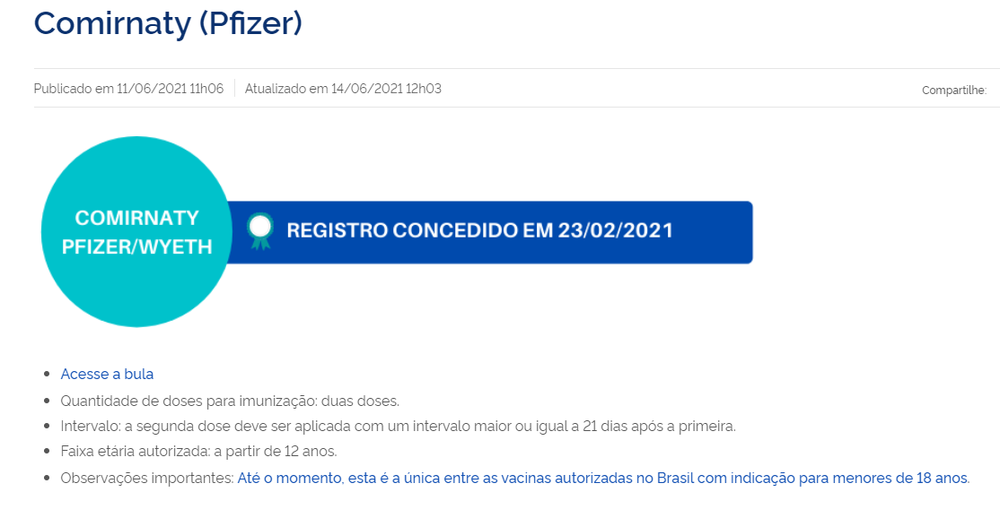 Comirnaty (Pfizer)
Publicado em 11/06/2021 11h06 Atualizado em 14/06/2021 12h03 Compartilhe:
COMIRNATY
PFIZER/WYETH
REGISTRO CONCEDIDO EM 23/02/2021
Acesse a bula
Quantidade de doses para imunização: duas doses.
Intervalo: a segunda dose deve ser aplicada com um intervalo maior ou igual a 21 dias após a primeira.
Faixa etária autorizada: a partir de 12 anos.
Observações importantes: Até o momento, esta é a única entre as vacinas autorizadas no Brasil com indicação para menores de 18 anos.